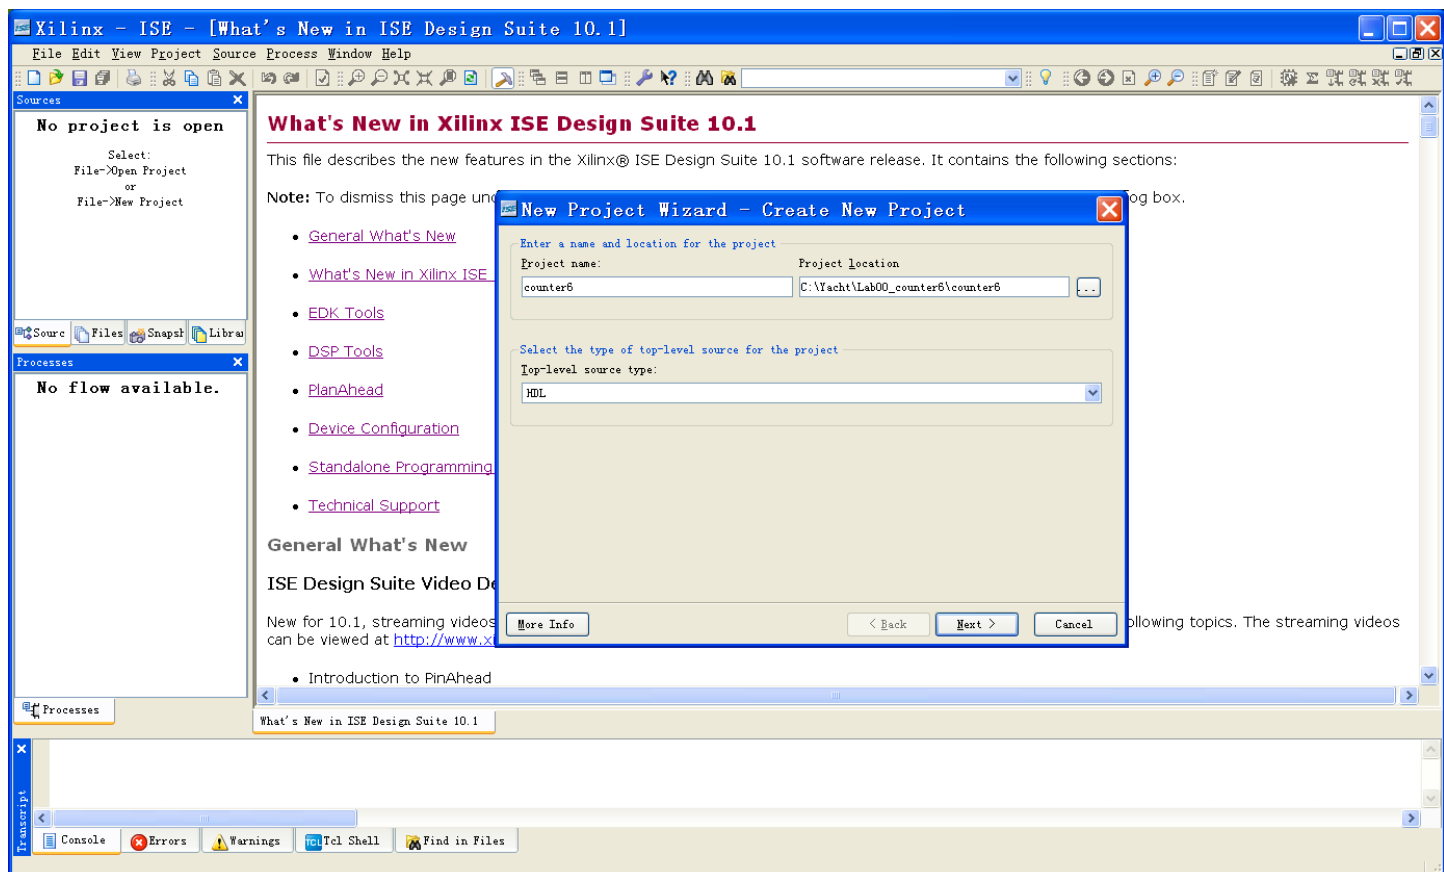 Xilinx - ISE - [What's New in ISE Design Suite 10.1]
File Edit View Project Source Process Window Help
Sources
No project is open
Select:
File->Open Project
or
File->New Project
Sourc Files Snapsh Librar
Processes
No flow available.
Processes
What's New in Xilinx ISE Design Suite 10.1
This file describes the new features in the Xilinx® ISE Design Suite 10.1 software release. It contains the following sections:
Note: To dismiss this page und
og box.
General What's New
What's New in Xilinx ISE
EDK Tools
DSP Tools
PlanAhead
Device Configuration
Standalone Programming
Technical Support
General What's New
ISE Design Suite Video De
New for 10.1, streaming videos
ollowing topics. The streaming videos
can be viewed at http://www.xi
Introduction to PinAhead
What's New in ISE Design Suite 10.1
New Project Wizard - Create New Project
Enter a name and location for the project
Project name: Project location
counter6 C:\Yacht\Lab00_counter6\counter6 ...
Select the type of top-level source for the project
Top-level source type:
HDL
More Info < Back Next > Cancel
Transcript
Console Errors Warnings Tcl Shell Find in Files